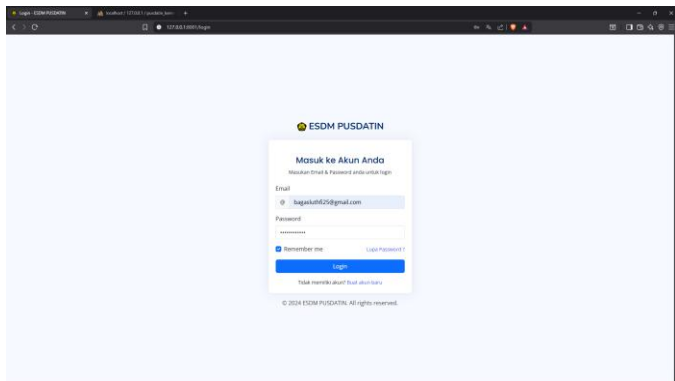 Login - ESDM PUSDATIN
127.0.0.1:8000/login
ESDM PUSDATIN
Masuk ke Akun Anda
Masukan Email & Password anda untuk login
Email
@ bagasluthfi25@gmail.com
Password
Remember me
Lupa Password ?
Login
Tidak memiliki akun? Buat akun baru
© 2024 ESDM PUSDATIN. All rights reserved.